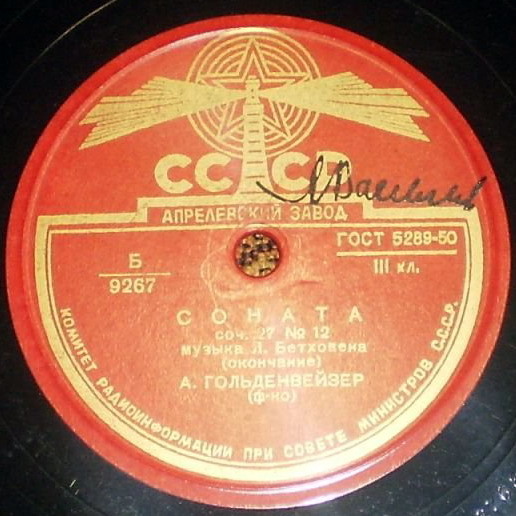 СССР
АПРЕЛЕВСКИЙ ЗАВОД
ГОСТ 5289-50
Б
9267
III кл.
СОНАТА
соч. 27 № 12
музыка Л. Бетховена
(окончание)
А. ГОЛЬДЕНВЕЙЗЕР
(ф-но)
КОМИТЕТ РАДИОИНФОРМАЦИИ ПРИ СОВЕТЕ МИНИСТРОВ С.С.С.Р.